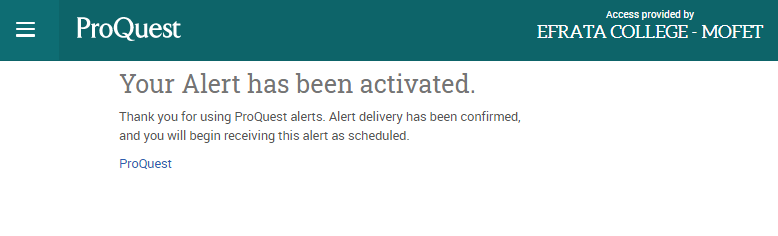 ProQuest
Access provided by
EFRATA COLLEGE - MOFET
Your Alert has been activated.
Thank you for using ProQuest alerts. Alert delivery has been confirmed,
and you will begin receiving this alert as scheduled.
ProQuest